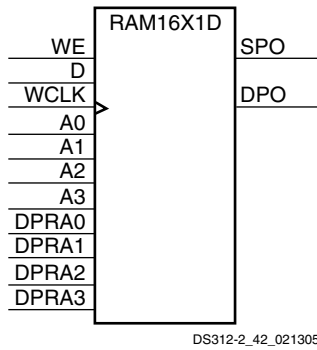 RAM16X1D
WE
SPO
D
WCLK
DPO
A0
A1
A2
A3
DPRA0
DPRA1
DPRA2
DPRA3
DS312-2_42_021305